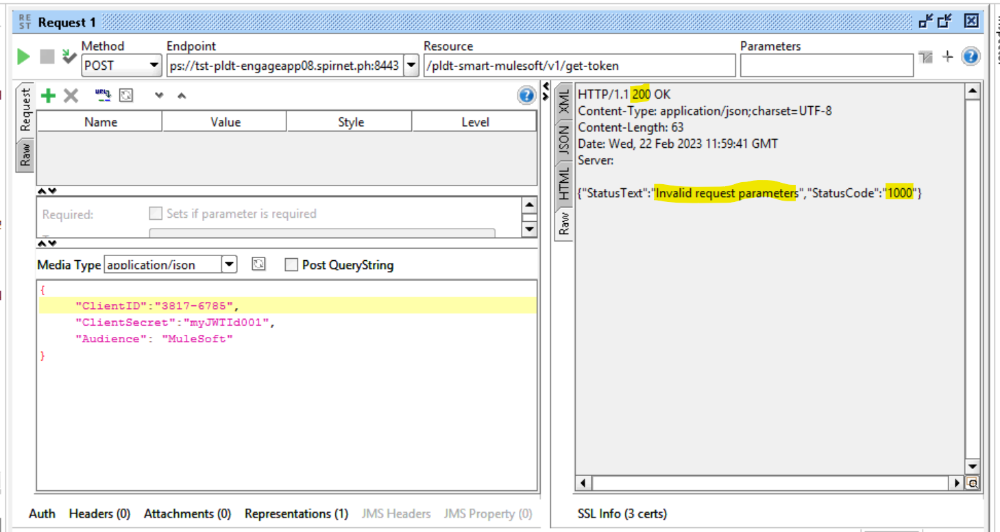 REST Request 1
Method Endpoint Resource Parameters
POST ps://tst-pldt-engageapp08.spirnet.ph:8443 /pldt-smart-mulesoft/v1/get-token
Request
Raw
Name Value Style Level
Required: Sets if parameter is required
Media Type application/json Post QueryString
{
"ClientID":"3817-6785",
"ClientSecret":"myJWTId001",
"Audience": "MuleSoft"
}
Auth Headers (0) Attachments (0) Representations (1) JMS Headers JMS Property (0)
XML
JSON
HTML
Raw
HTTP/1.1 200 OK
Content-Type: application/json;charset=UTF-8
Content-Length: 63
Date: Wed, 22 Feb 2023 11:59:41 GMT
Server:
{"StatusText":"Invalid request parameters","StatusCode":"1000"}
SSL Info (3 certs)